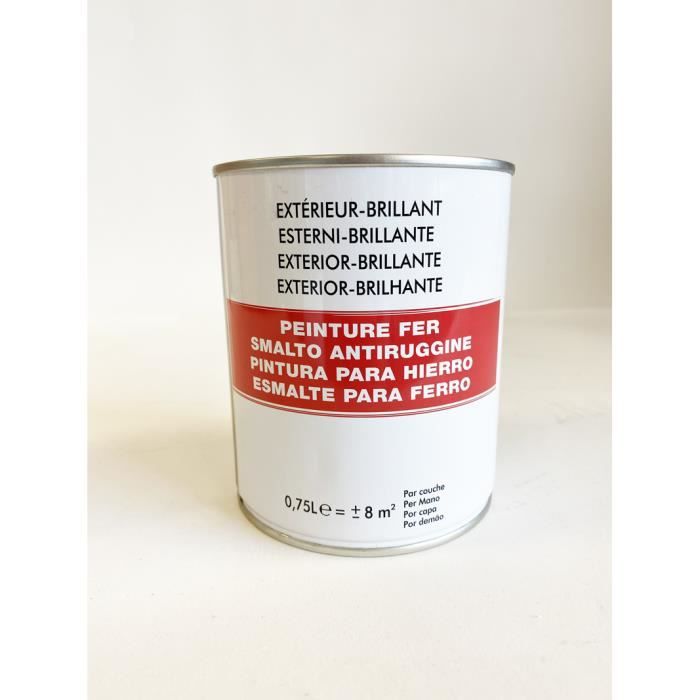 EXTÉRIEUR-BRILLANT
ESTERNI-BRILLANTE
EXTERIOR-BRILLANTE
EXTERIOR-BRILHANTE
PEINTURE FER
SMALTO ANTIRUGGINE
PINTURA PARA HIERRO
ESMALTE PARA FERRO
0,75L℮ = ± 8 m²
Par couche
Per Mano
Por capa
Por demão